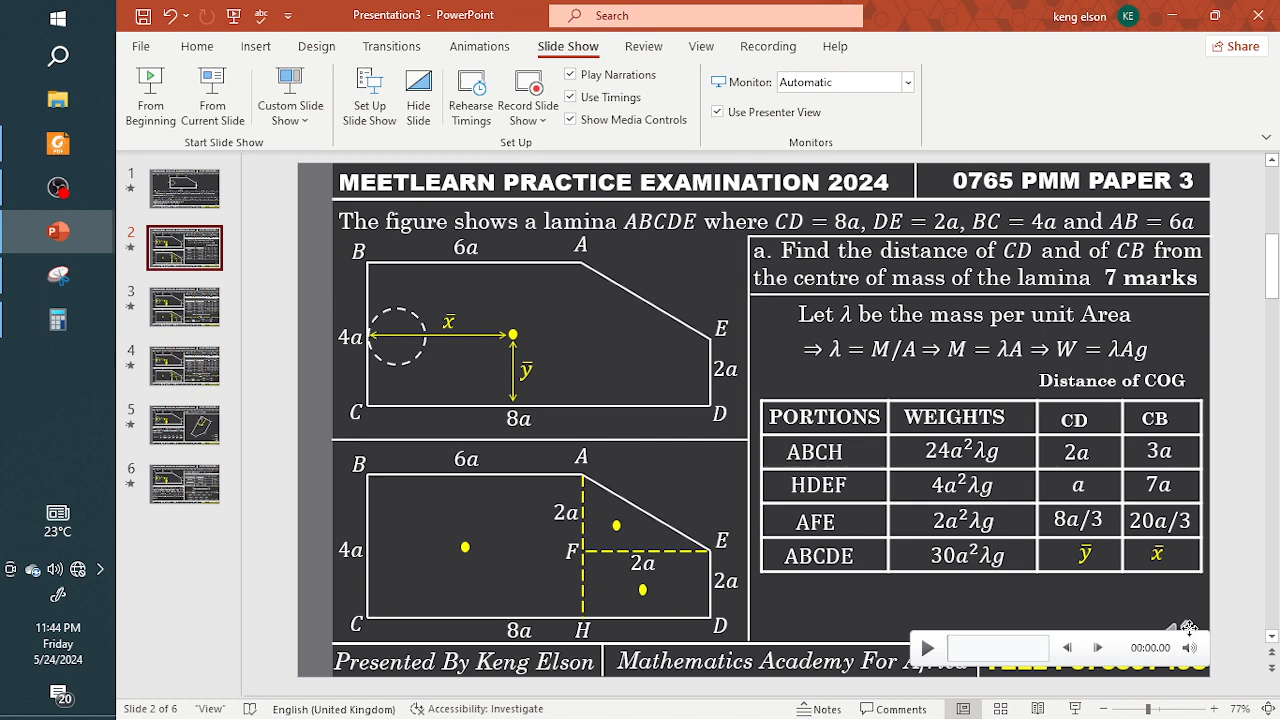 Presentation3 - PowerPoint
Search
keng elson
KE
File Home Insert Design Transitions Animations Slide Show Review View Recording Help
Share
From Beginning
From Current Slide
Custom Slide Show
Start Slide Show
Set Up Slide Show
Hide Slide
Rehearse Timings
Record Slide Show
Play Narrations
Use Timings
Show Media Controls
Set Up
Monitor: Automatic
Use Presenter View
Monitors
1
2
3
4
5
6
MEETLEARN PRACTICE EXAMINATION 2024
0765 PMM PAPER 3
The figure shows a lamina ABCDE where CD = 8a, DE = 2a, BC = 4a and AB = 6a
B 6a A
4a x̄ ȳ E 2a
C 8a D
a. Find the distance of CD and of CB from
the centre of mass of the lamina 7 marks
Let λ be the mass per unit Area
⇒ λ = M/A ⇒ M = λA ⇒ W = λAg
Distance of COG
PORTIONS WEIGHTS CD CB
ABCH 24a²λg 2a 3a
HDEF 4a²λg a 7a
AFE 2a²λg 8a/3 20a/3
ABCDE 30a²λg ȳ x̄
B 6a A
2a
4a F 2a E
2a
C 8a H D
Presented By Keng Elson
Mathematics Academy For Africa
00:00.00
23°C
11:44 PM
Friday
5/24/2024
20
Slide 2 of 6 "View" English (United Kingdom) Accessibility: Investigate Notes Comments 77%